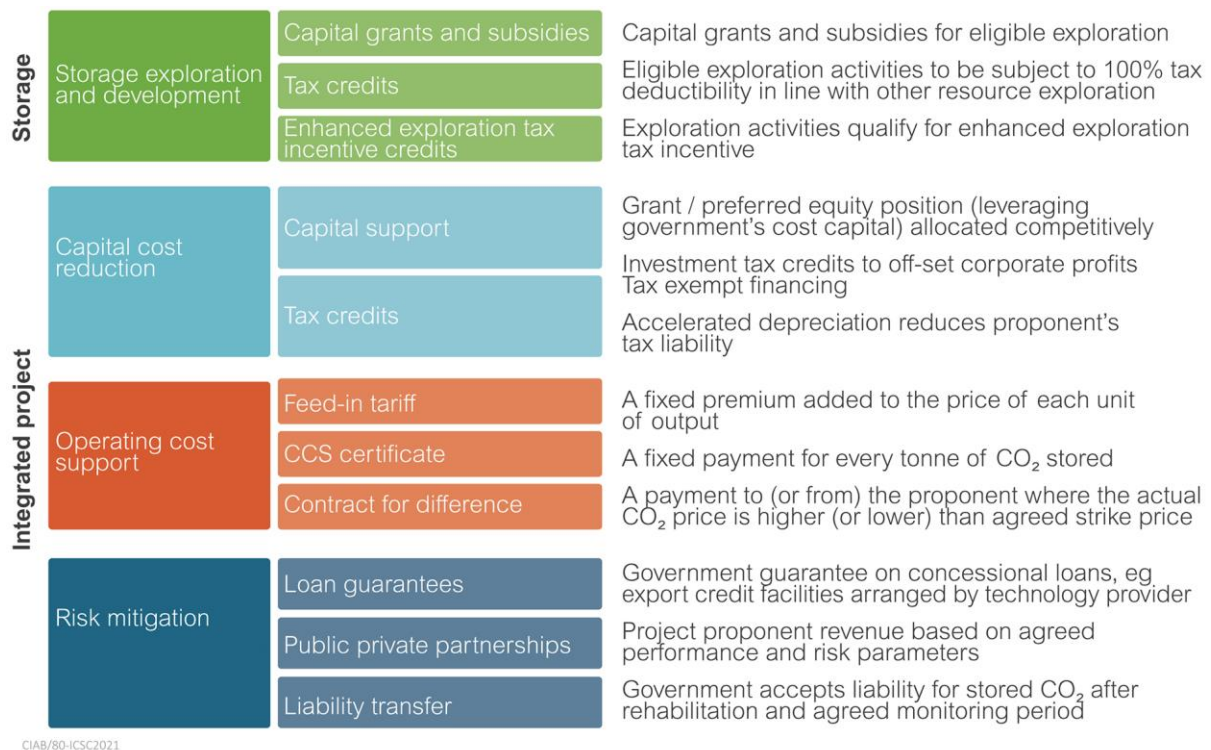 Storage
Storage exploration
and development
Capital grants and subsidies
Capital grants and subsidies for eligible exploration
Tax credits
Eligible exploration activities to be subject to 100% tax
deductibility in line with other resource exploration
Enhanced exploration tax
incentive credits
Exploration activities qualify for enhanced exploration
tax incentive
Integrated project
Capital cost
reduction
Capital support
Grant / preferred equity position (leveraging
government's cost capital) allocated competitively
Tax credits
Investment tax credits to off-set corporate profits
Tax exempt financing
Accelerated depreciation reduces proponent's
tax liability
Operating cost
support
Feed-in tariff
A fixed premium added to the price of each unit
of output
CCS certificate
A fixed payment for every tonne of CO₂ stored
Contract for difference
A payment to (or from) the proponent where the actual
CO₂ price is higher (or lower) than agreed strike price
Risk mitigation
Loan guarantees
Government guarantee on concessional loans, eg
export credit facilities arranged by technology provider
Public private partnerships
Project proponent revenue based on agreed
performance and risk parameters
Liability transfer
Government accepts liability for stored CO₂ after
rehabilitation and agreed monitoring period
CIAB/80-ICSC2021